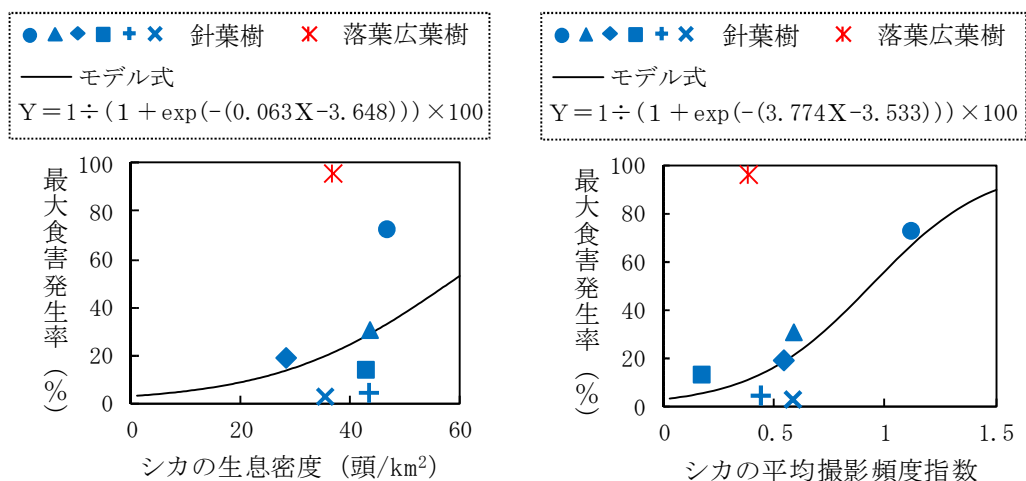 針葉樹 落葉広葉樹
モデル式
Y=1÷(1+exp(-(0.063X-3.648)))×100
最大食害発生率(%)
100
80
60
40
20
0
0 20 40 60
シカの生息密度 (頭/km²)
針葉樹 落葉広葉樹
モデル式
Y=1÷(1+exp(-(3.774X-3.533)))×100
最大食害発生率(%)
100
80
60
40
20
0
0 0.5 1 1.5
シカの平均撮影頻度指数